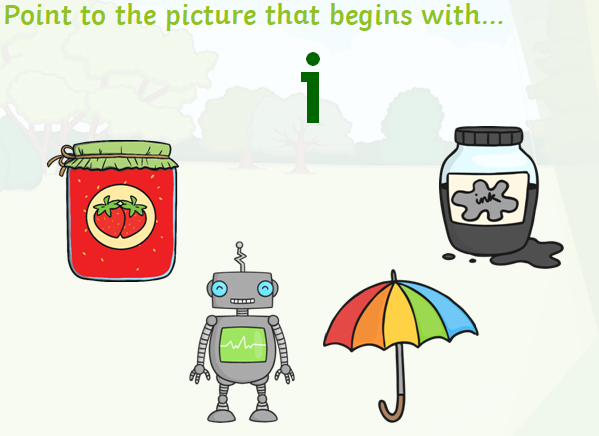 Point to the picture that begins with...
i
ink